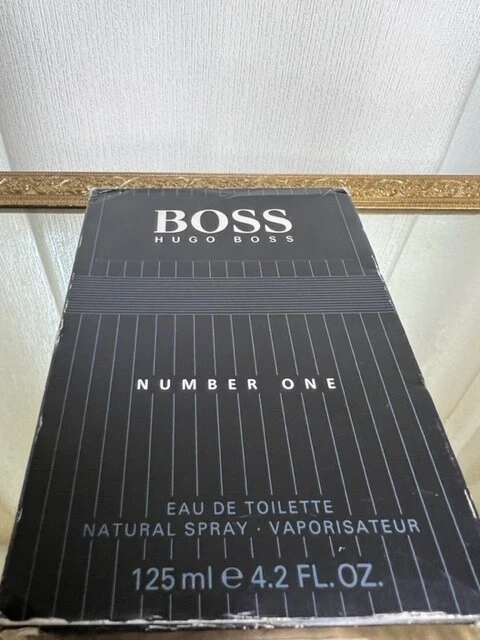 BOSS
HUGO BOSS
NUMBER ONE
EAU DE TOILETTE
NATURAL SPRAY · VAPORISATEUR
125 ml ℮ 4.2 FL. OZ.